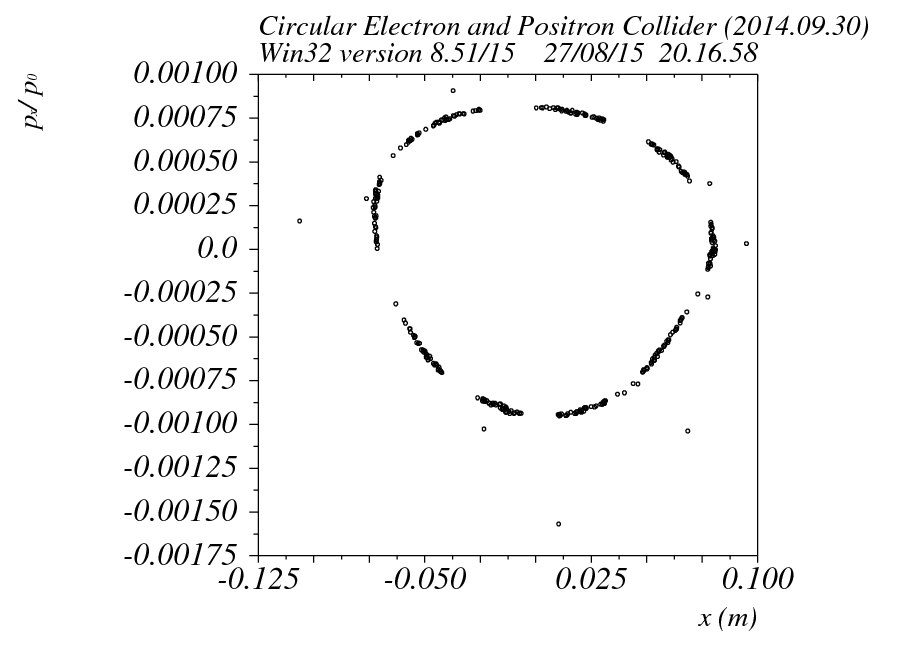 Circular Electron and Positron Collider (2014.09.30)
Win32 version 8.51/15 27/08/15 20.16.58
px/ p0
0.00100
0.00075
0.00050
0.00025
0.0
-0.00025
-0.00050
-0.00075
-0.00100
-0.00125
-0.00150
-0.00175
-0.125 -0.050 0.025 0.100
x (m)